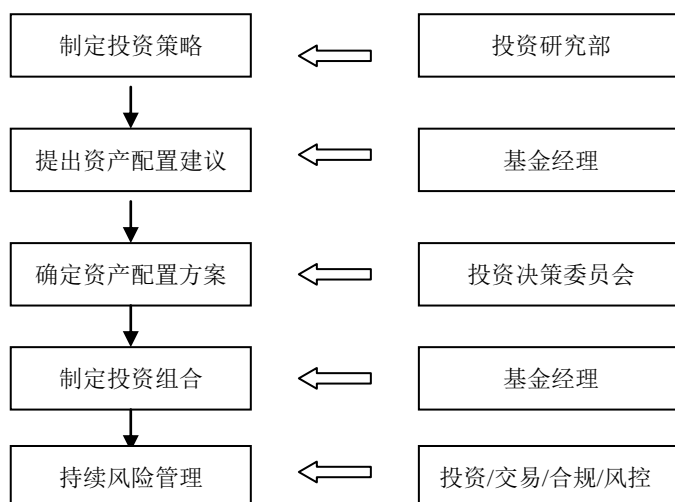 制定投资策略
投资研究部
提出资产配置建议
基金经理
确定资产配置方案
投资决策委员会
制定投资组合
基金经理
持续风险管理
投资/交易/合规/风控